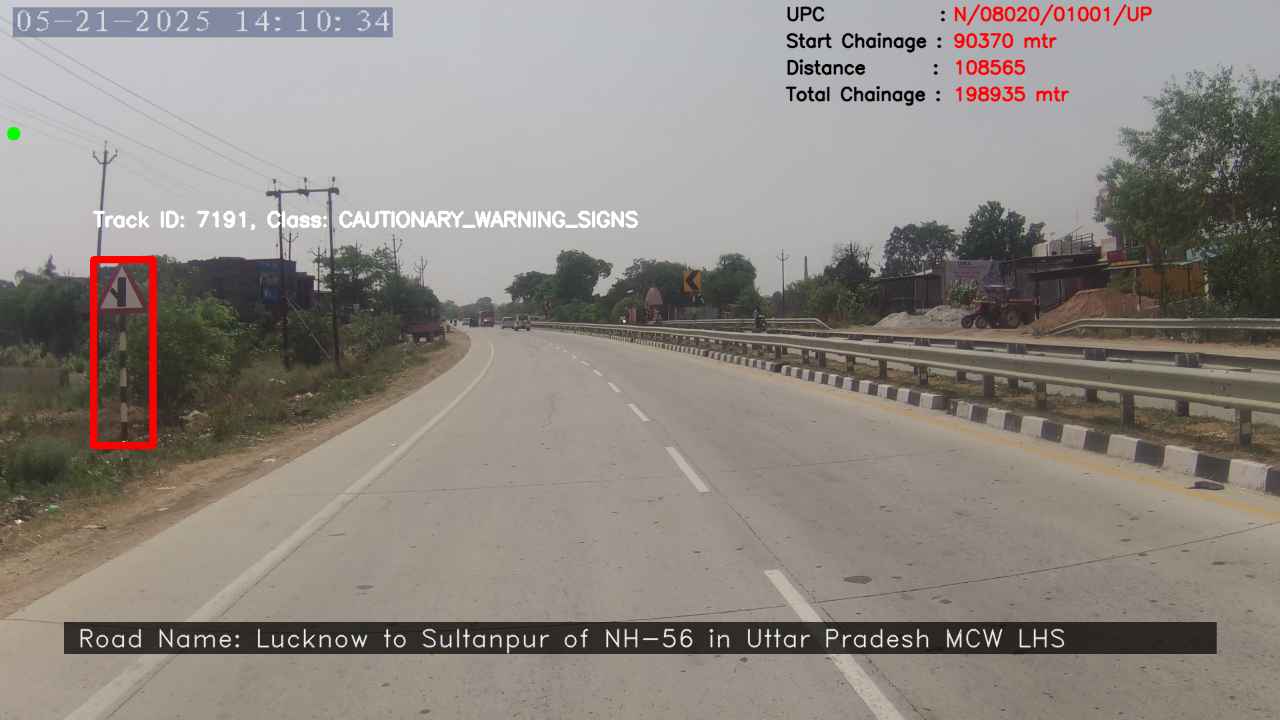 05-21-2025 14:10:34
UPC : N/08020/01001/UP
Start Chainage : 90370 mtr
Distance : 108565
Total Chainage : 198935 mtr
Track ID: 7191, Class: CAUTIONARY_WARNING_SIGNS
Road Name: Lucknow to Sultanpur of NH-56 in Uttar Pradesh MCW LHS